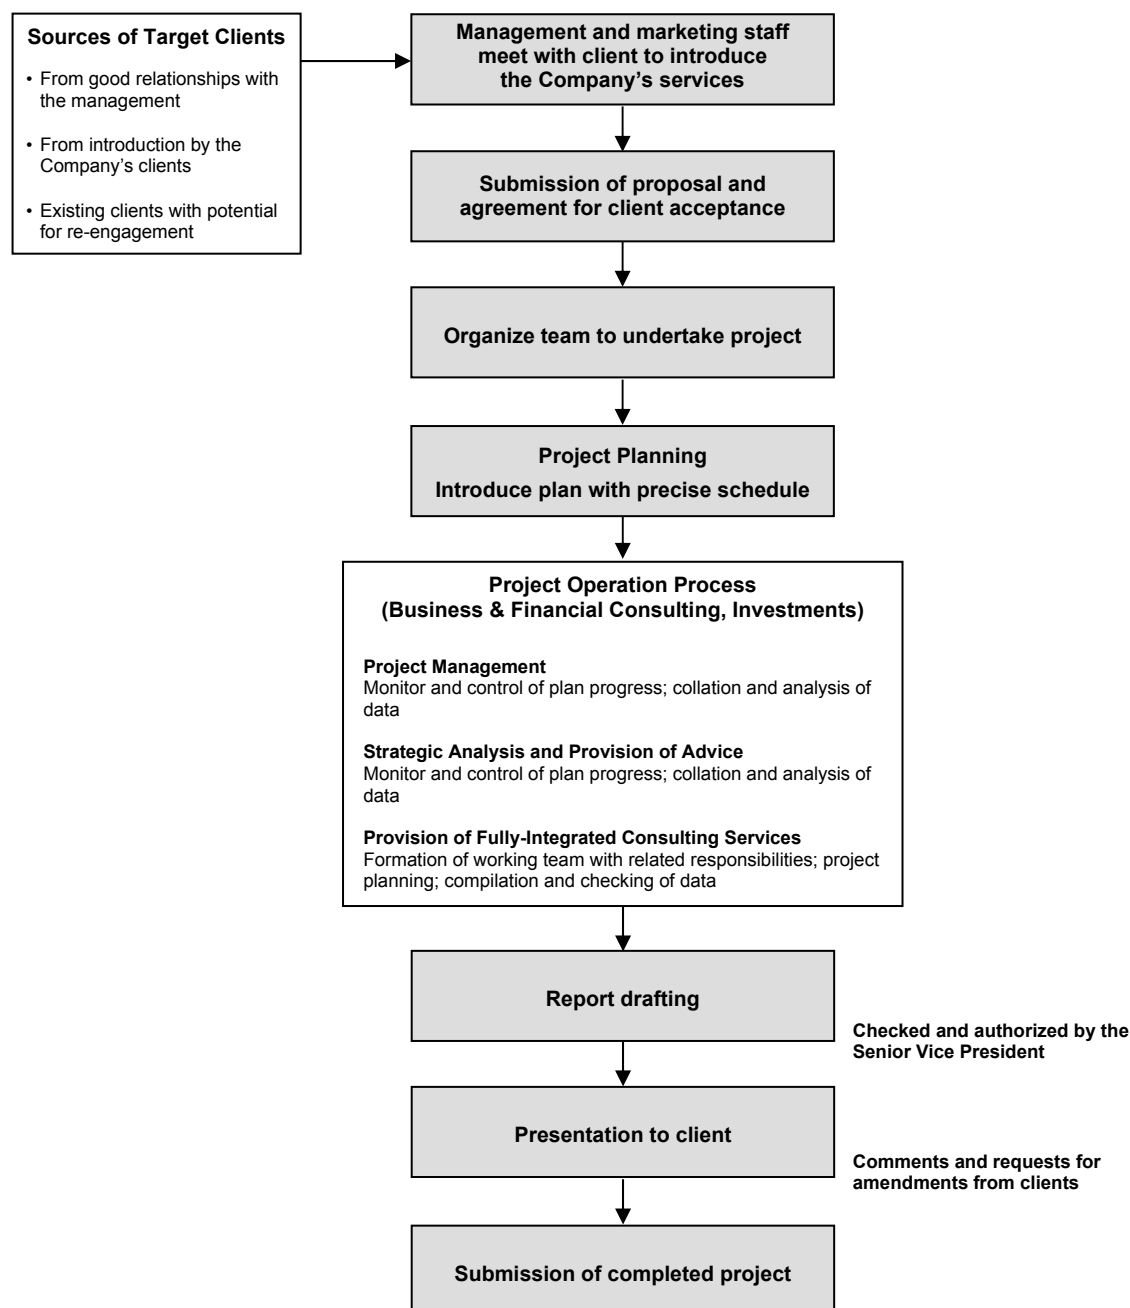 Sources of Target Clients
• From good relationships with
the management
• From introduction by the
Company’s clients
• Existing clients with potential
for re-engagement
Management and marketing staff
meet with client to introduce
the Company’s services
Submission of proposal and
agreement for client acceptance
Organize team to undertake project
Project Planning
Introduce plan with precise schedule
Project Operation Process
(Business & Financial Consulting, Investments)
Project Management
Monitor and control of plan progress; collation and analysis of
data
Strategic Analysis and Provision of Advice
Monitor and control of plan progress; collation and analysis of
data
Provision of Fully-Integrated Consulting Services
Formation of working team with related responsibilities; project
planning; compilation and checking of data
Report drafting
Checked and authorized by the
Senior Vice President
Presentation to client
Comments and requests for
amendments from clients
Submission of completed project